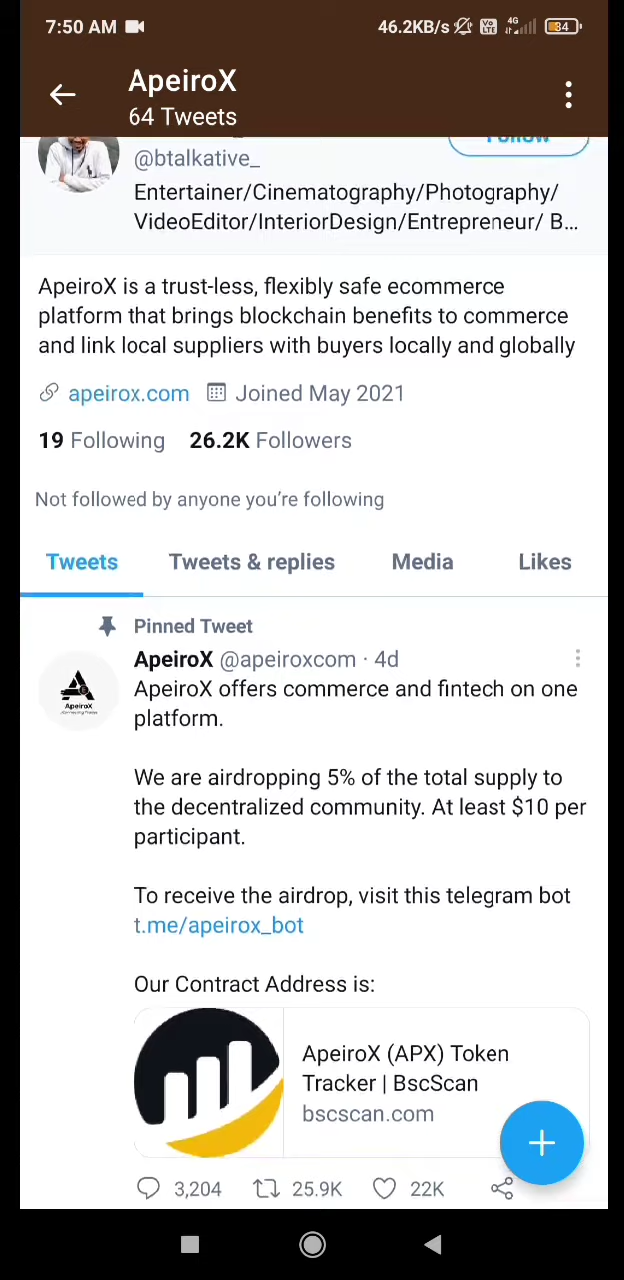 7:50 AM
46.2KB/s Vo LTE 4G 34
ApeiroX
64 Tweets
@btalkative_
Entertainer/Cinematography/Photography/
VideoEditor/InteriorDesign/Entrepreneur/ B...
ApeiroX is a trust-less, flexibly safe ecommerce
platform that brings blockchain benefits to commerce
and link local suppliers with buyers locally and globally
apeirox.com Joined May 2021
19 Following 26.2K Followers
Not followed by anyone you're following
Tweets Tweets & replies Media Likes
Pinned Tweet
ApeiroX @apeiroxcom · 4d
ApeiroX offers commerce and fintech on one
platform.
We are airdropping 5% of the total supply to
the decentralized community. At least $10 per
participant.
To receive the airdrop, visit this telegram bot
t.me/apeirox_bot
Our Contract Address is:
ApeiroX
ApeiroX (APX) Token
Tracker | BscScan
bscscan.com
3,204 25.9K 22K